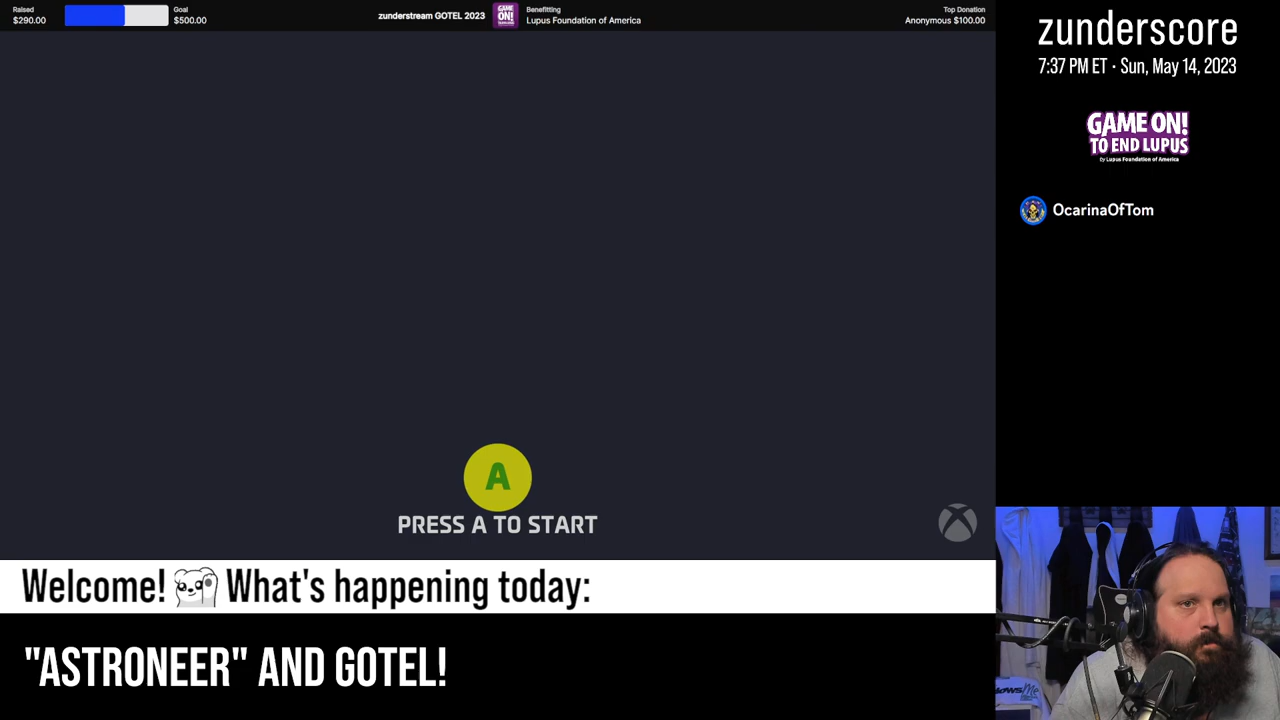 Raised
$290.00
Goal
$500.00
zunderstream GOTEL 2023
GAME ON!
Benefitting
Lupus Foundation of America
Top Donation
Anonymous $100.00
zunderscore
7:37 PM ET · Sun, May 14, 2023
GAME ON!
TO END LUPUS
By Lupus Foundation of America
OcarinaOfTom
A
PRESS A TO START
Welcome! What's happening today:
"ASTRONEER" AND GOTEL!